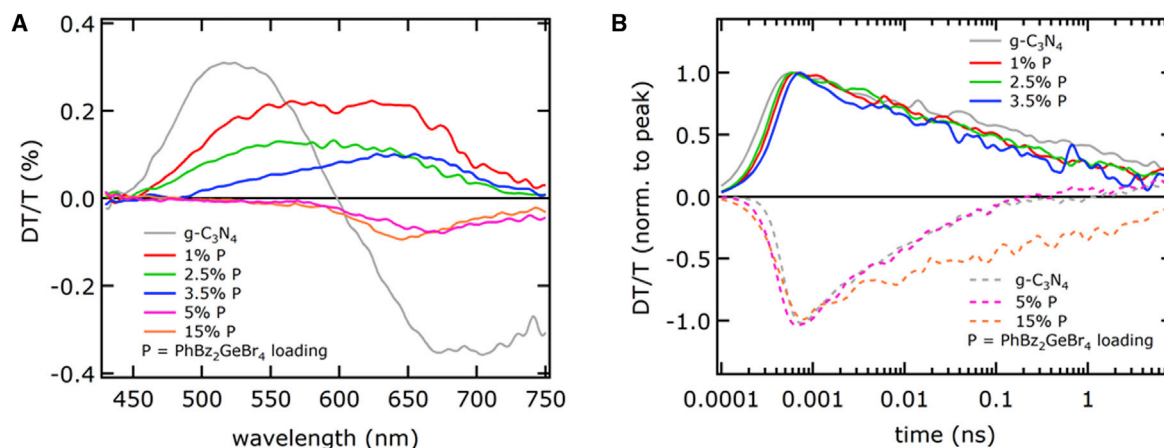 A
0.4
0.2
0.0
-0.2
-0.4
DT/T (%)
g-C3N4
1% P
2.5% P
3.5% P
5% P
15% P
P = PhBz2GeBr4 loading
450 500 550 600 650 700 750
wavelength (nm)
B
1.0
0.5
0.0
-0.5
-1.0
DT/T (norm. to peak)
g-C3N4
1% P
2.5% P
3.5% P
g-C3N4
5% P
15% P
P = PhBz2GeBr4 loading
0.0001 0.001 0.01 0.1 1
time (ns)